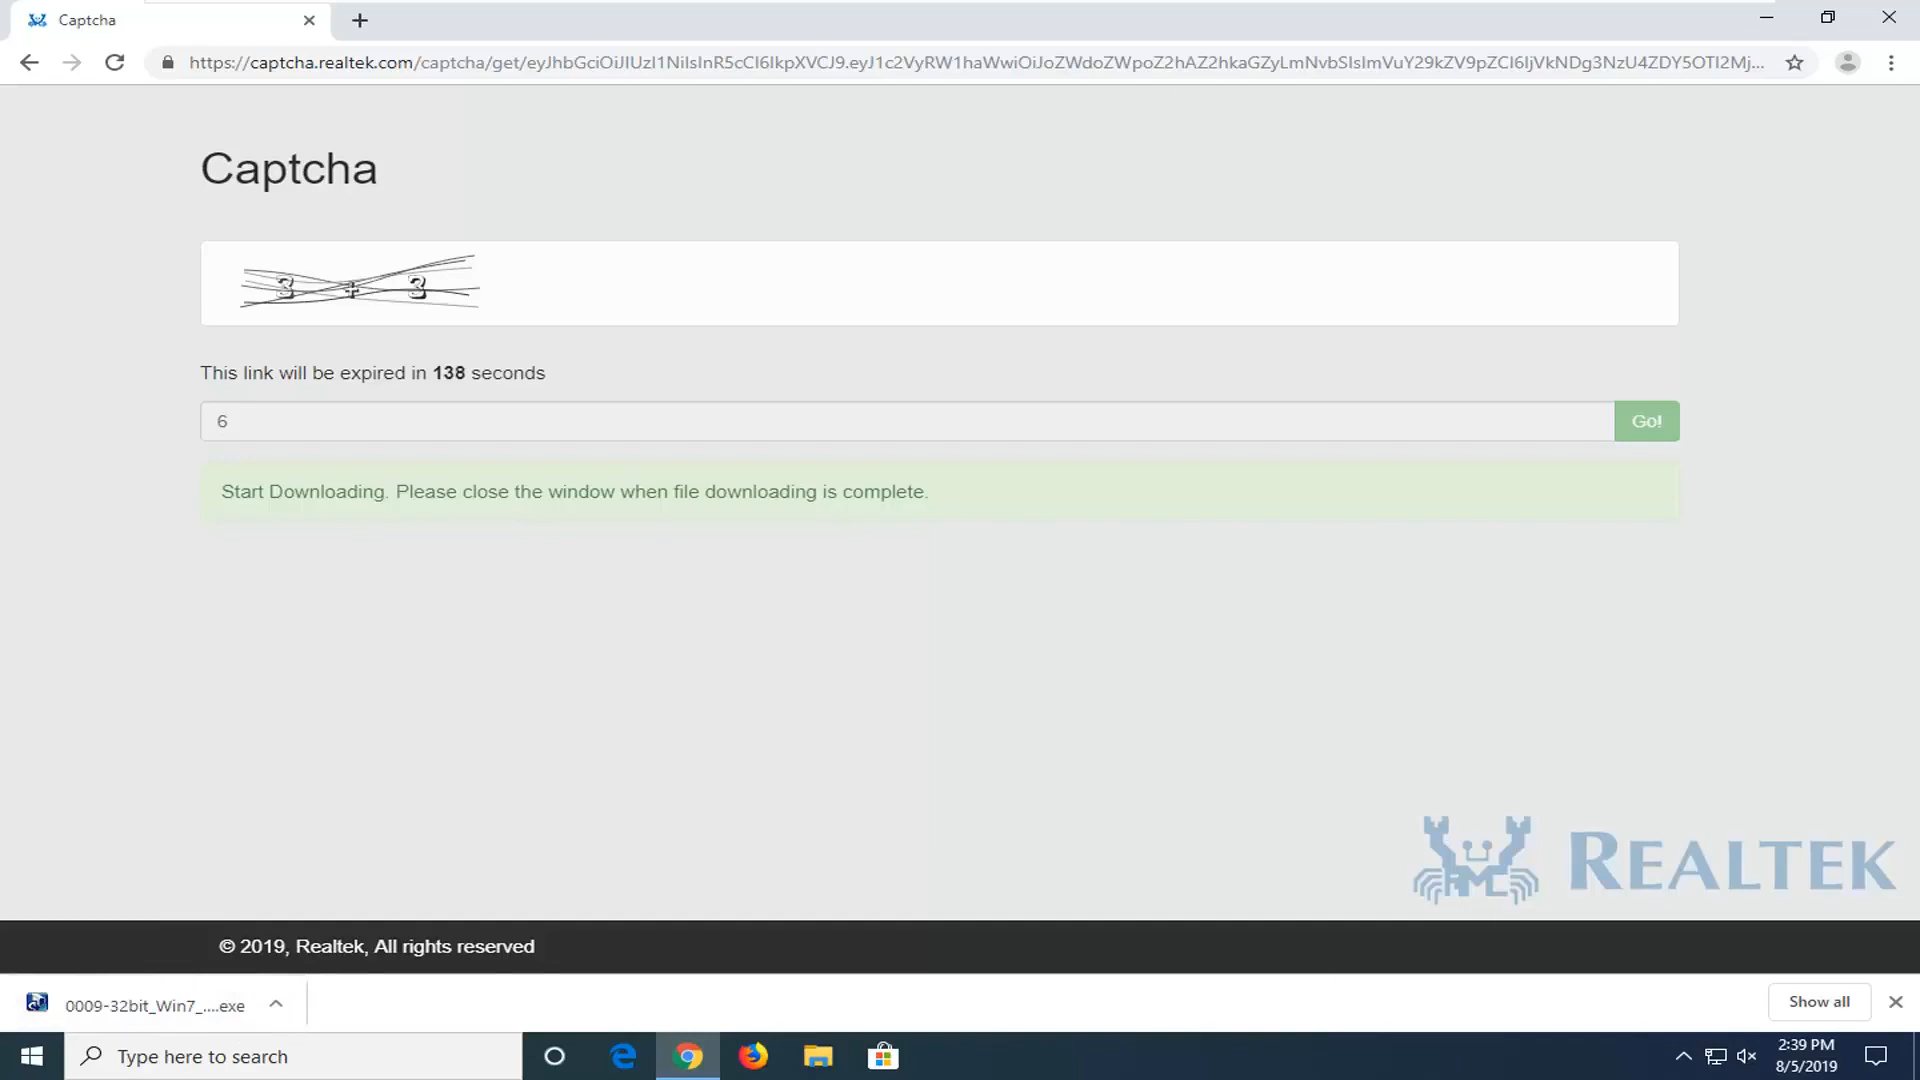 Captcha
https://captcha.realtek.com/captcha/get/eyJhbGciOiJIUzI1NiIsInR5cCI6IkpXVCJ9.eyJ1c2VyRW1haWwiOiJoZWdoZWpoZ2hAZ2hkaGZyLmNvbSIsImVuY29kZV9pZCI6IjVkNDg3NzU4ZDY5OTI2Mj...
Captcha
3 + 3
This link will be expired in 138 seconds
6
Go!
Start Downloading. Please close the window when file downloading is complete.
REALTEK
© 2019, Realtek, All rights reserved
0009-32bit_Win7_....exe
Show all
Type here to search
2:39 PM
8/5/2019